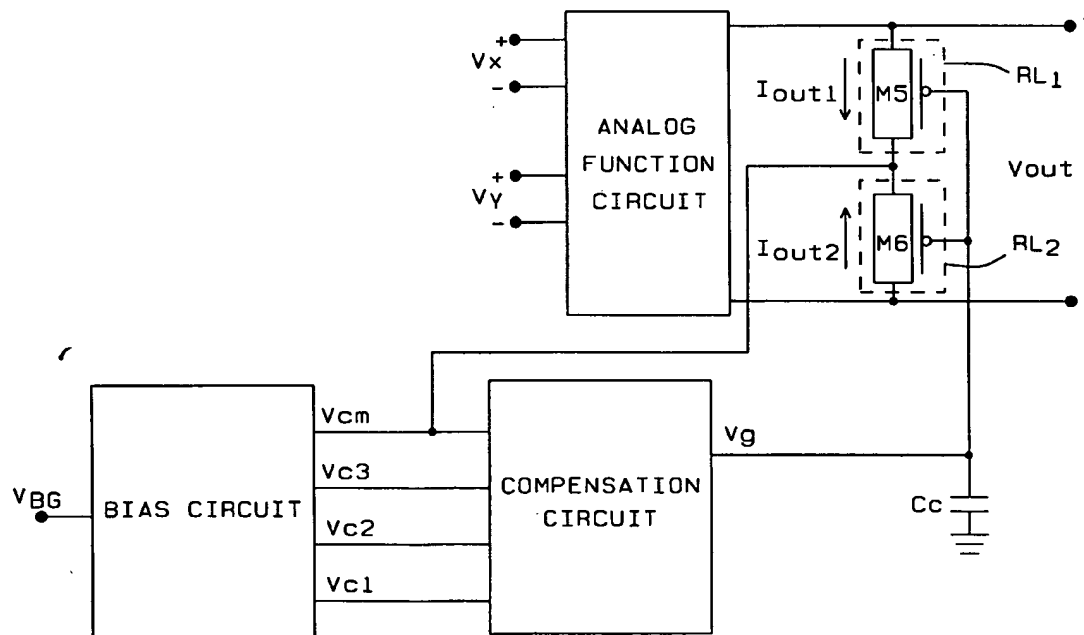 +
Vx
-
+
Vy
-
ANALOG
FUNCTION
CIRCUIT
Iout1
M5
RL1
Vout
Iout2
M6
RL2
VBG
BIAS CIRCUIT
Vcm
Vc3
Vc2
Vc1
COMPENSATION
CIRCUIT
Vg
Cc